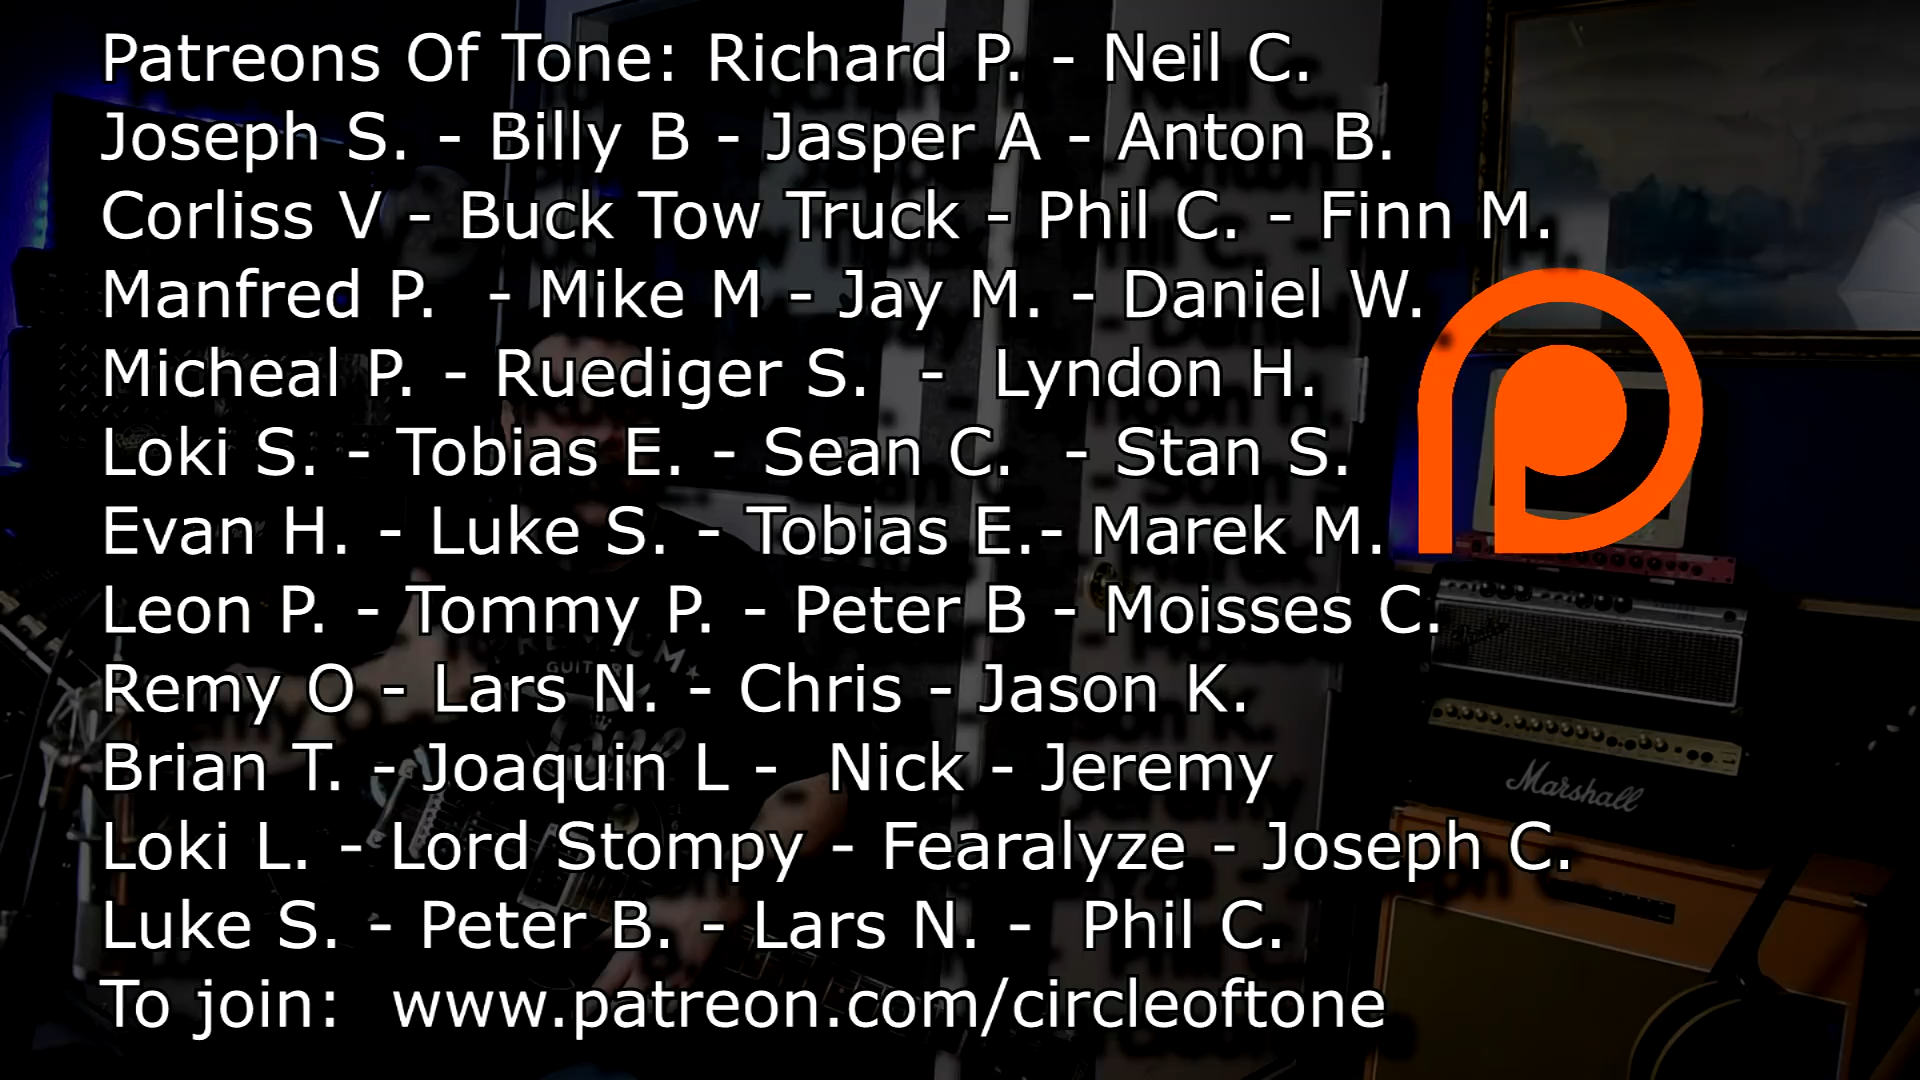 Patreons Of Tone: Richard P. - Neil C.
Joseph S. - Billy B - Jasper A - Anton B.
Corliss V - Buck Tow Truck - Phil C. - Finn M.
Manfred P.  - Mike M - Jay M. - Daniel W.
Micheal P. - Ruediger S.  -  Lyndon H.
Loki S. - Tobias E. - Sean C.  - Stan S.
Evan H. - Luke S. - Tobias E.- Marek M.
Leon P. - Tommy P. - Peter B - Moisses C.
Remy O - Lars N. - Chris - Jason K.
Brian T. - Joaquin L -  Nick - Jeremy
Loki L. - Lord Stompy - Fearalyze - Joseph C.
Luke S. - Peter B. - Lars N. -  Phil C.
To join:  www.patreon.com/circleoftone
Marshall